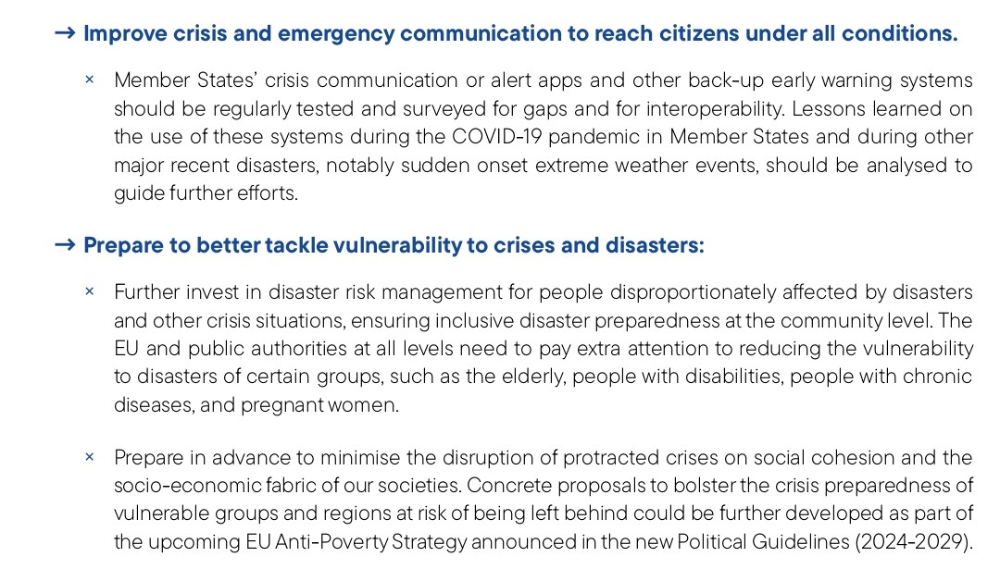 → Improve crisis and emergency communication to reach citizens under all conditions.
× Member States’ crisis communication or alert apps and other back-up early warning systems
should be regularly tested and surveyed for gaps and for interoperability. Lessons learned on
the use of these systems during the COVID-19 pandemic in Member States and during other
major recent disasters, notably sudden onset extreme weather events, should be analysed to
guide further efforts.
→ Prepare to better tackle vulnerability to crises and disasters:
× Further invest in disaster risk management for people disproportionately affected by disasters
and other crisis situations, ensuring inclusive disaster preparedness at the community level. The
EU and public authorities at all levels need to pay extra attention to reducing the vulnerability
to disasters of certain groups, such as the elderly, people with disabilities, people with chronic
diseases, and pregnant women.
× Prepare in advance to minimise the disruption of protracted crises on social cohesion and the
socio-economic fabric of our societies. Concrete proposals to bolster the crisis preparedness of
vulnerable groups and regions at risk of being left behind could be further developed as part of
the upcoming EU Anti-Poverty Strategy announced in the new Political Guidelines (2024-2029).